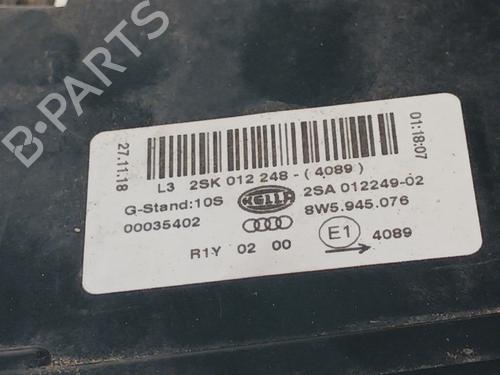 B-PARTS
27.11.18
01:18:07
L3 2SK 012 248-(4089)
G-Stand:10S HELLA 2SA 012249-02
00035402 8W5.945.076
R1Y 02 00 E1 4089